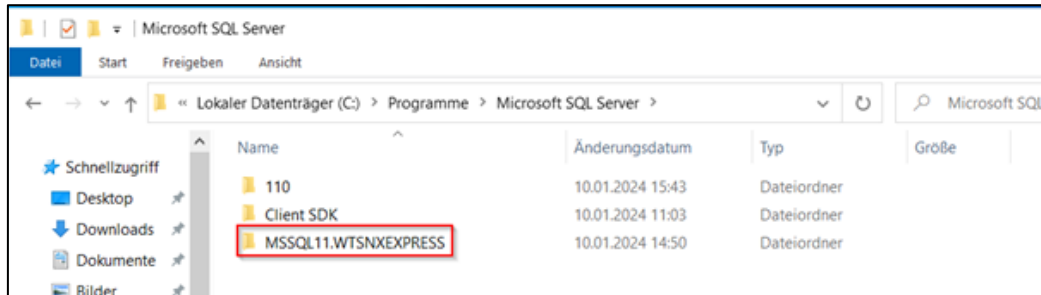 Microsoft SQL Server
Datei Start Freigeben Ansicht
« Lokaler Datenträger (C:) > Programme > Microsoft SQL Server > Microsoft SQL
Name Änderungsdatum Typ Größe
Schnellzugriff
110 10.01.2024 15:43 Dateiordner
Desktop
Client SDK 10.01.2024 11:03 Dateiordner
Downloads
MSSQL11.WTSNXEXPRESS 10.01.2024 14:50 Dateiordner
Dokumente
Bilder